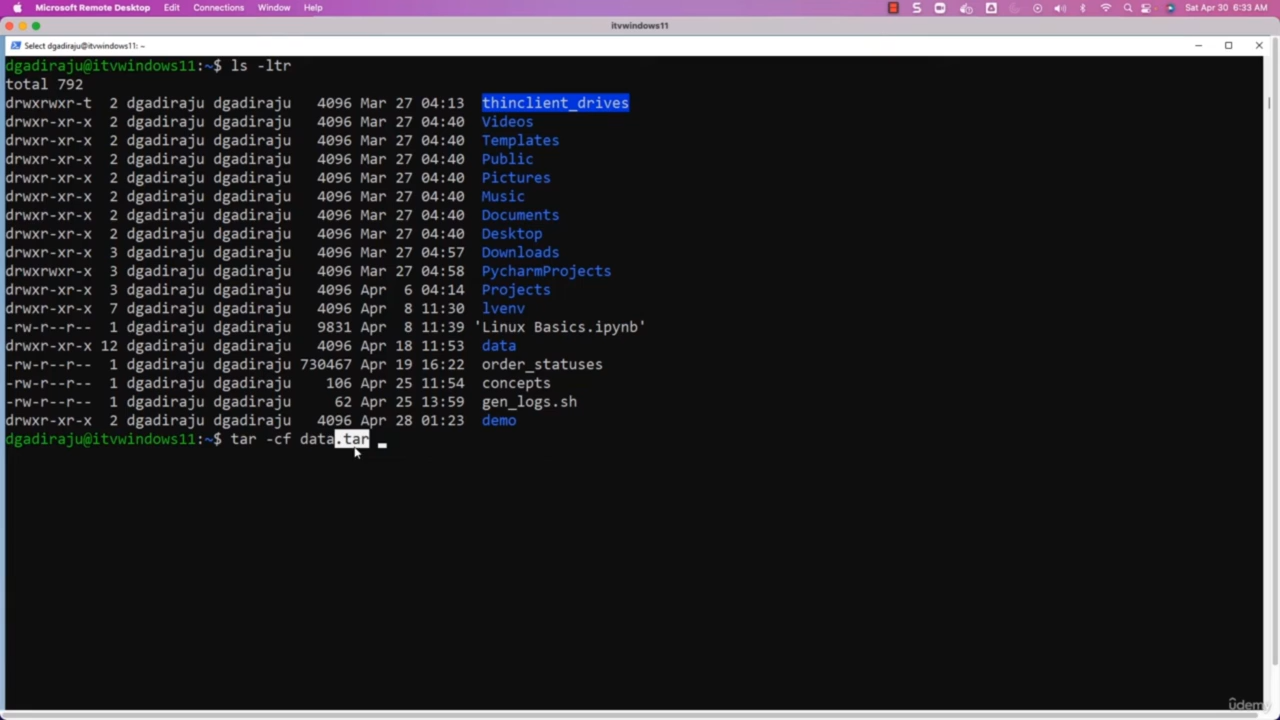 Microsoft Remote Desktop Edit Connections Window Help Sat Apr 30 6:33 AM
itvwindows11
Select dgadiraju@itvwindows11: ~
dgadiraju@itvwindows11:~$ ls -ltr
total 792
drwxrwxr-t 2 dgadiraju dgadiraju 4096 Mar 27 04:13 thinclient_drives
drwxr-xr-x 2 dgadiraju dgadiraju 4096 Mar 27 04:40 Videos
drwxr-xr-x 2 dgadiraju dgadiraju 4096 Mar 27 04:40 Templates
drwxr-xr-x 2 dgadiraju dgadiraju 4096 Mar 27 04:40 Public
drwxr-xr-x 2 dgadiraju dgadiraju 4096 Mar 27 04:40 Pictures
drwxr-xr-x 2 dgadiraju dgadiraju 4096 Mar 27 04:40 Music
drwxr-xr-x 2 dgadiraju dgadiraju 4096 Mar 27 04:40 Documents
drwxr-xr-x 2 dgadiraju dgadiraju 4096 Mar 27 04:40 Desktop
drwxr-xr-x 3 dgadiraju dgadiraju 4096 Mar 27 04:57 Downloads
drwxrwxr-x 3 dgadiraju dgadiraju 4096 Mar 27 04:58 PycharmProjects
drwxr-xr-x 3 dgadiraju dgadiraju 4096 Apr 6 04:14 Projects
drwxr-xr-x 7 dgadiraju dgadiraju 4096 Apr 8 11:30 lvenv
-rw-r--r-- 1 dgadiraju dgadiraju 9831 Apr 8 11:39 'Linux Basics.ipynb'
drwxr-xr-x 12 dgadiraju dgadiraju 4096 Apr 18 11:53 data
-rw-r--r-- 1 dgadiraju dgadiraju 730467 Apr 19 16:22 order_statuses
-rw-r--r-- 1 dgadiraju dgadiraju 106 Apr 25 11:54 concepts
-rw-r--r-- 1 dgadiraju dgadiraju 62 Apr 25 13:59 gen_logs.sh
drwxr-xr-x 2 dgadiraju dgadiraju 4096 Apr 28 01:23 demo
dgadiraju@itvwindows11:~$ tar -cf data.tar
ûdemy